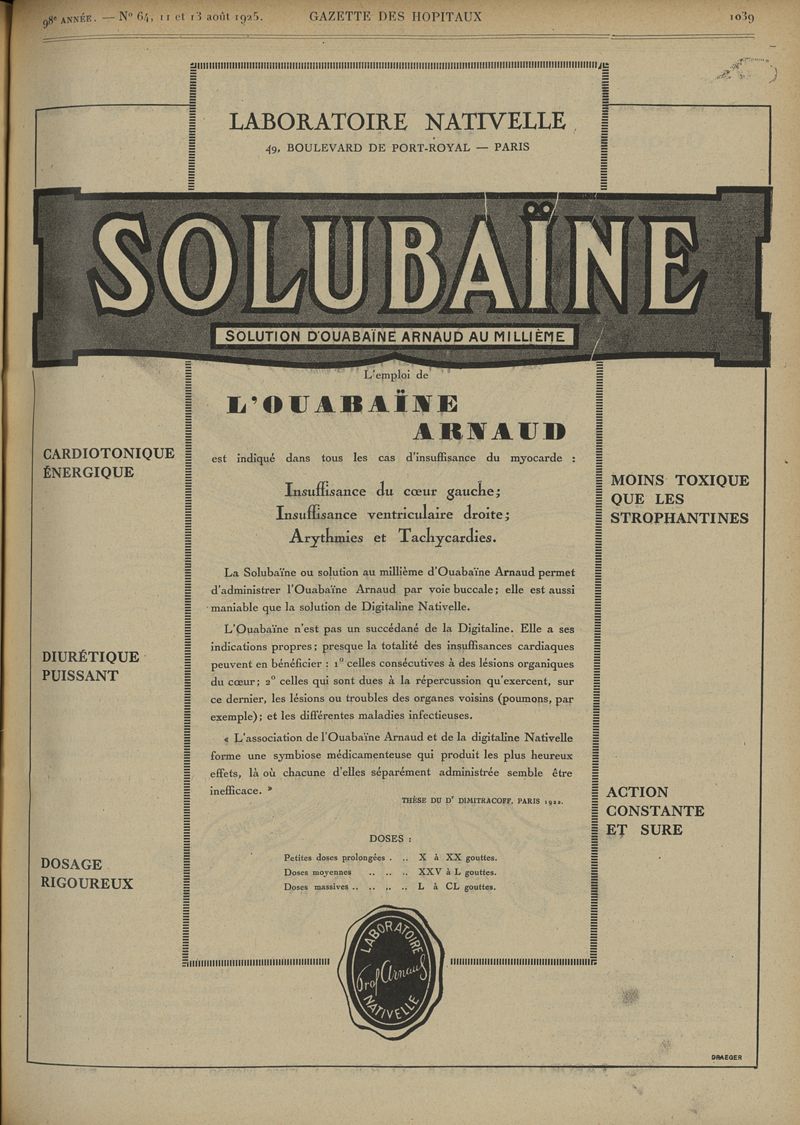 98e ANNÉE. — No 64, 11 et 13 août 1925.
GAZETTE DES HOPITAUX
1039
LABORATOIRE NATIVELLE
49, BOULEVARD DE PORT-ROYAL — PARIS
SOLUBAÏNE
SOLUTION D'OUABAÏNE ARNAUD AU MILLIÈME
L'emploi de
L'OUABAÏNE
ARNAUD
est indiqué dans tous les cas d'insuffisance du myocarde :
Insuffisance du cœur gauche;
Insuffisance ventriculaire droite;
Arythmies et Tachycardies.
La Solubaïne ou solution au millième d'Ouabaïne Arnaud permet
d'administrer l'Ouabaïne Arnaud par voie buccale; elle est aussi
maniable que la solution de Digitaline Nativelle.
L'Ouabaïne n'est pas un succédané de la Digitaline. Elle a ses
indications propres; presque la totalité des insuffisances cardiaques
peuvent en bénéficier : 1o celles consécutives à des lésions organiques
du cœur; 2o celles qui sont dues à la répercussion qu'exercent, sur
ce dernier, les lésions ou troubles des organes voisins (poumons, par
exemple); et les différentes maladies infectieuses.
« L'association de l'Ouabaïne Arnaud et de la digitaline Nativelle
forme une symbiose médicamenteuse qui produit les plus heureux
effets, là où chacune d'elles séparément administrée semble être
inefficace. »
THÈSE DU Dr DIMITRACOFF, PARIS 1922.
DOSES :
Petites doses prolongées . .. X à XX gouttes.
Doses moyennes .. .. .. XXV à L gouttes.
Doses massives .. .. .. .. L à CL gouttes.
CARDIOTONIQUE
ÉNERGIQUE
DIURÉTIQUE
PUISSANT
DOSAGE
RIGOUREUX
MOINS TOXIQUE
QUE LES
STROPHANTINES
ACTION
CONSTANTE
ET SURE
LABORATOIRE
Prof Arnaud
NATIVELLE
DRAEGER